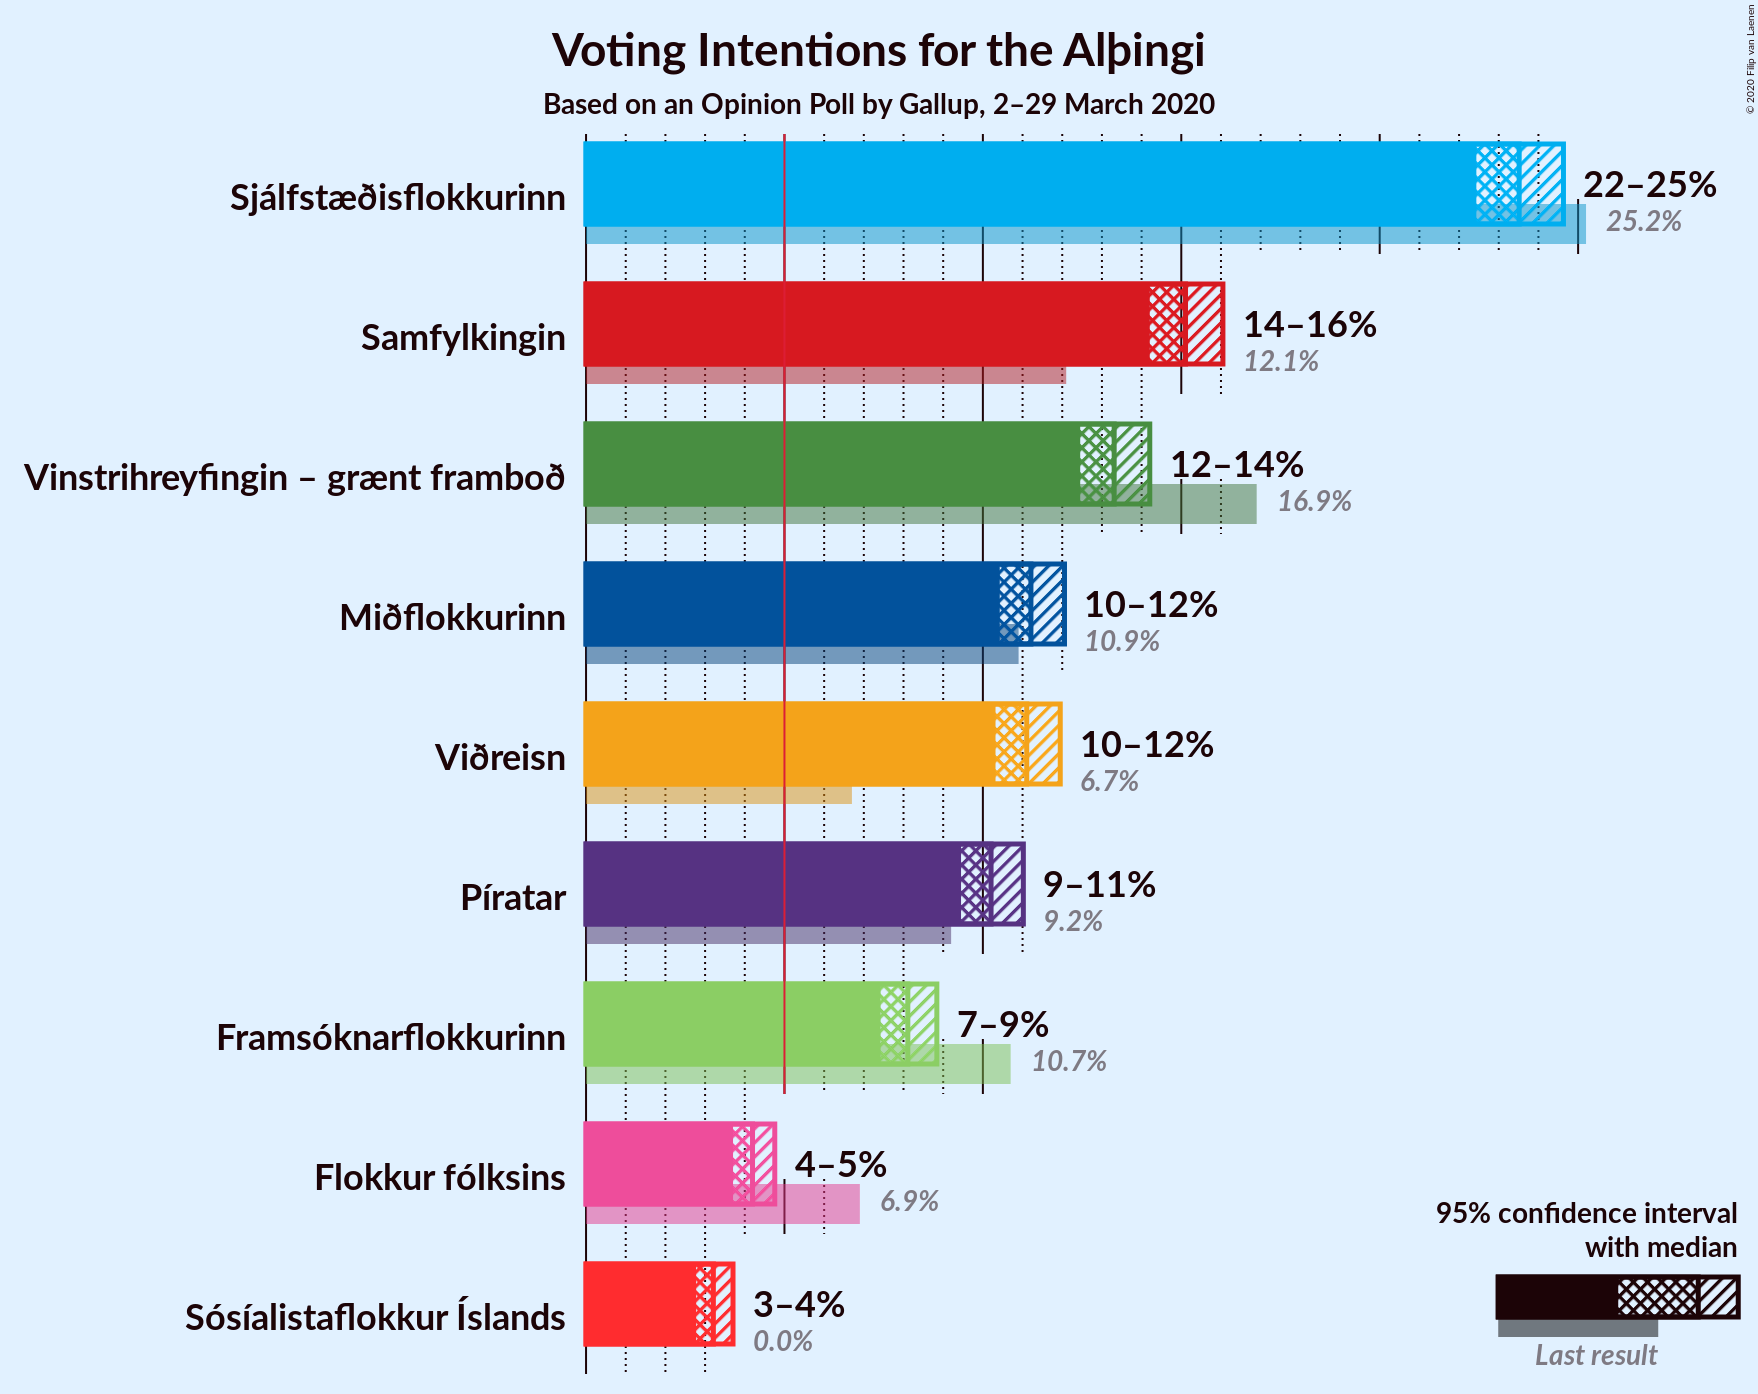 Voting Intentions for the Alþingi
Based on an Opinion Poll by Gallup, 2–29 March 2020
© 2020 Filip van Laenen
Sjálfstæðisflokkurinn
22–25%
25.2%
Samfylkingin
14–16%
12.1%
Vinstrihreyfingin – grænt framboð
12–14%
16.9%
Miðflokkurinn
10–12%
10.9%
Viðreisn
10–12%
6.7%
Píratar
9–11%
9.2%
Framsóknarflokkurinn
7–9%
10.7%
Flokkur fólksins
4–5%
6.9%
Sósíalistaflokkur Íslands
3–4%
0.0%
95% confidence interval
with median
Last result